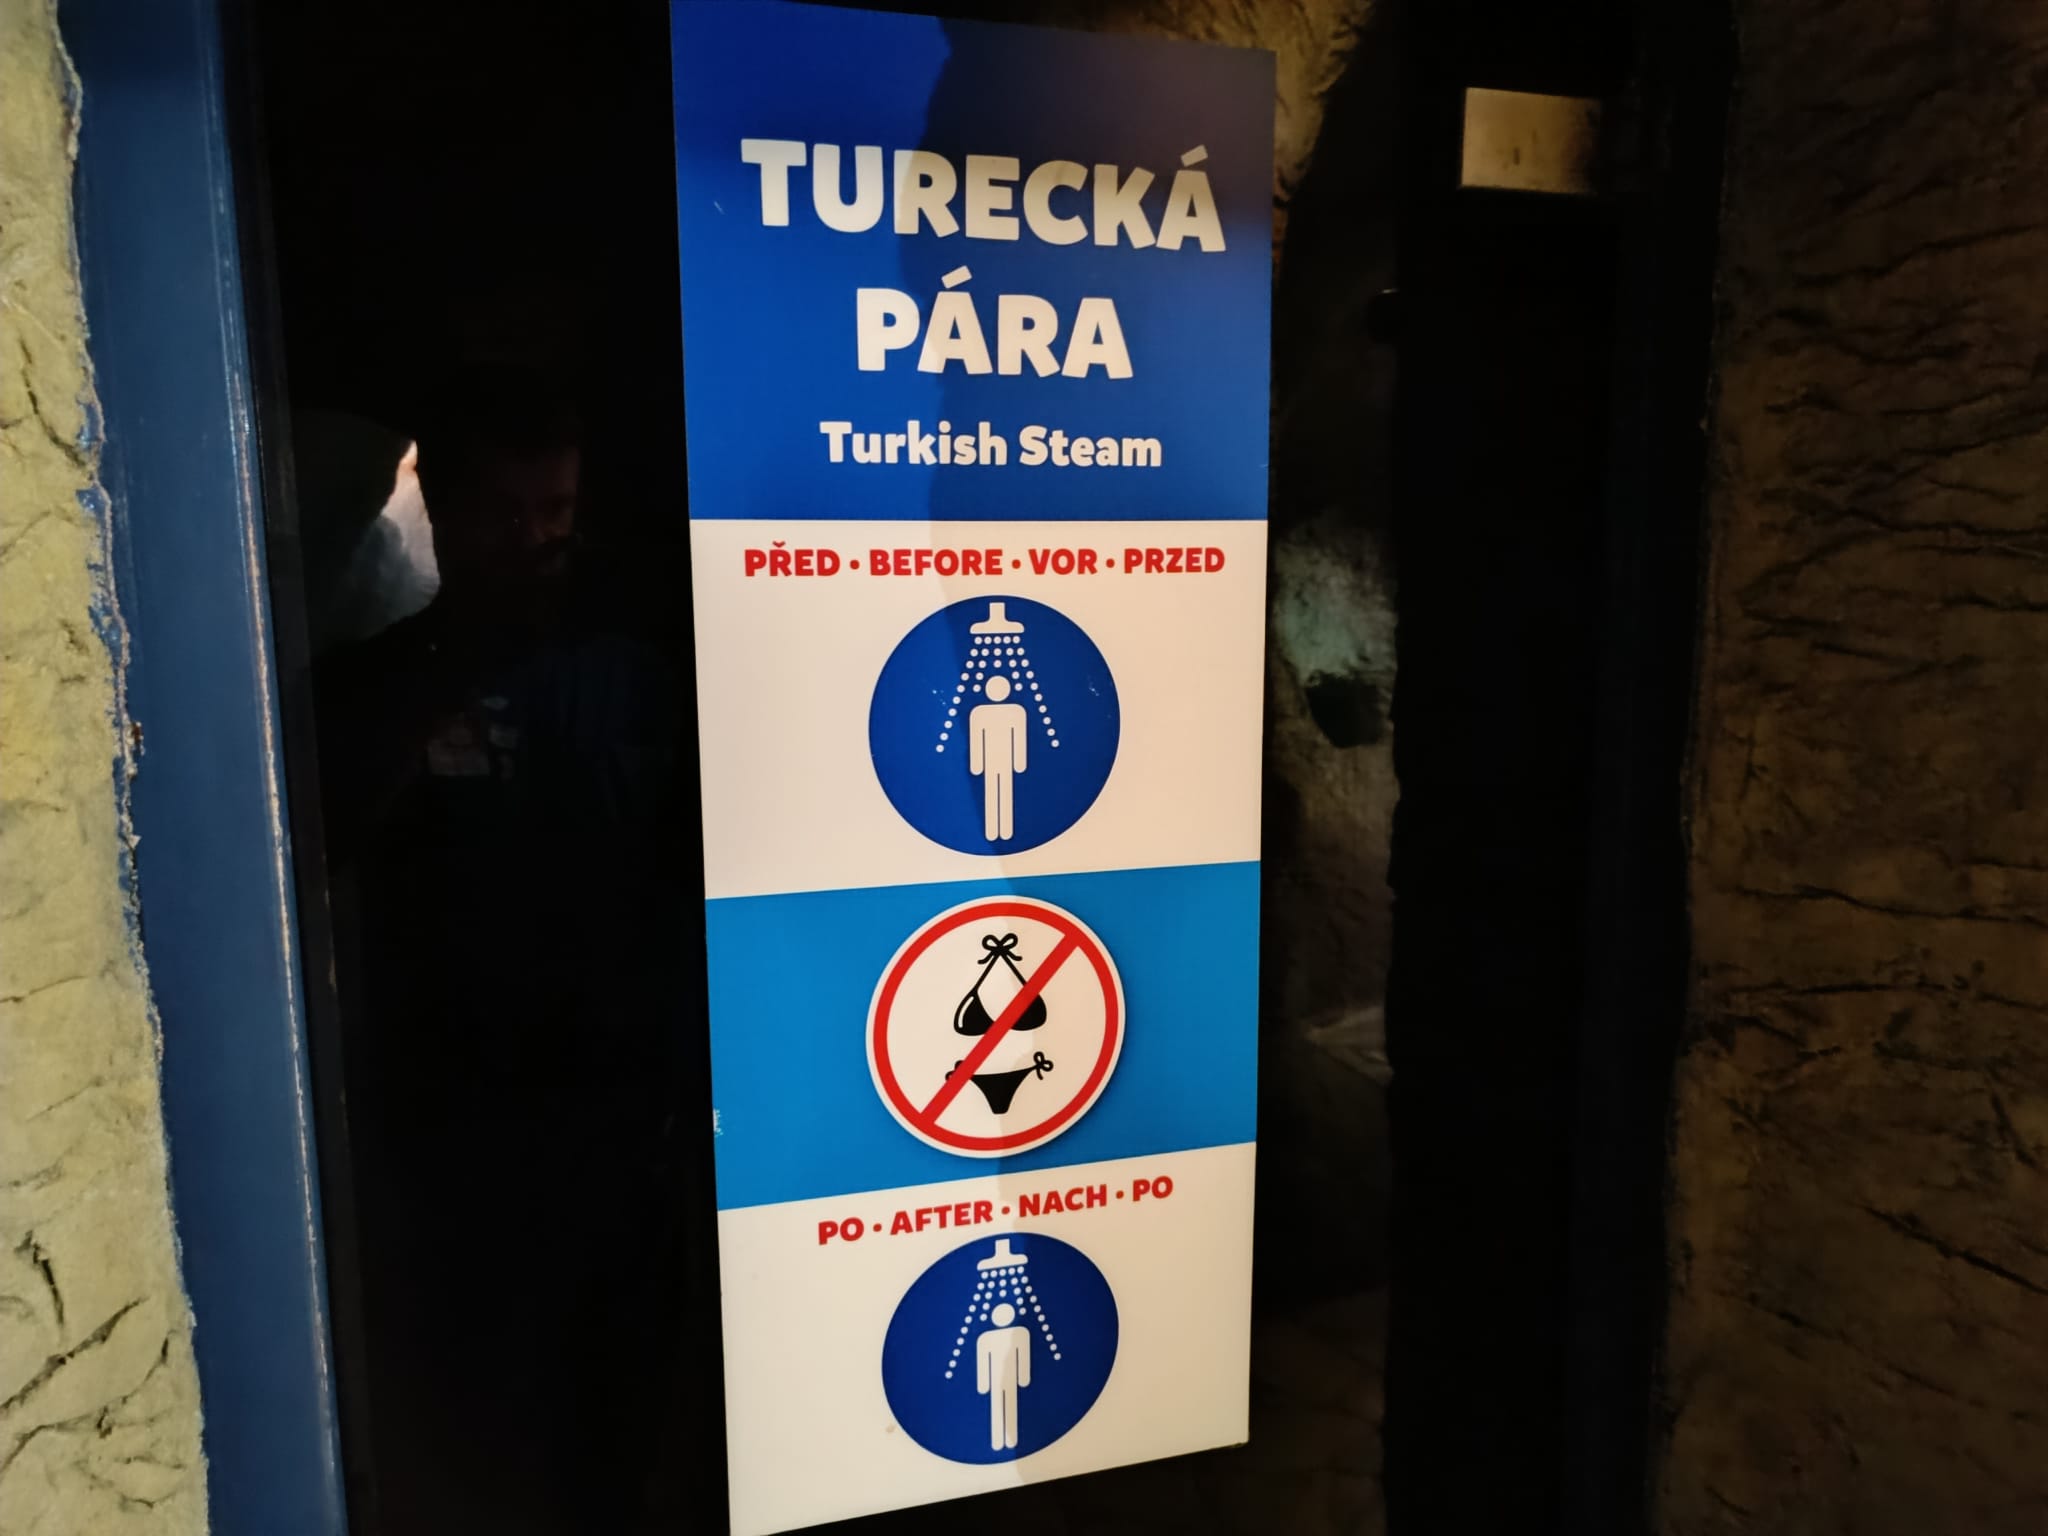 TURECKÁ
PÁRA
Turkish Steam
PŘED • BEFORE • VOR • PRZED
PO • AFTER • NACH • PO